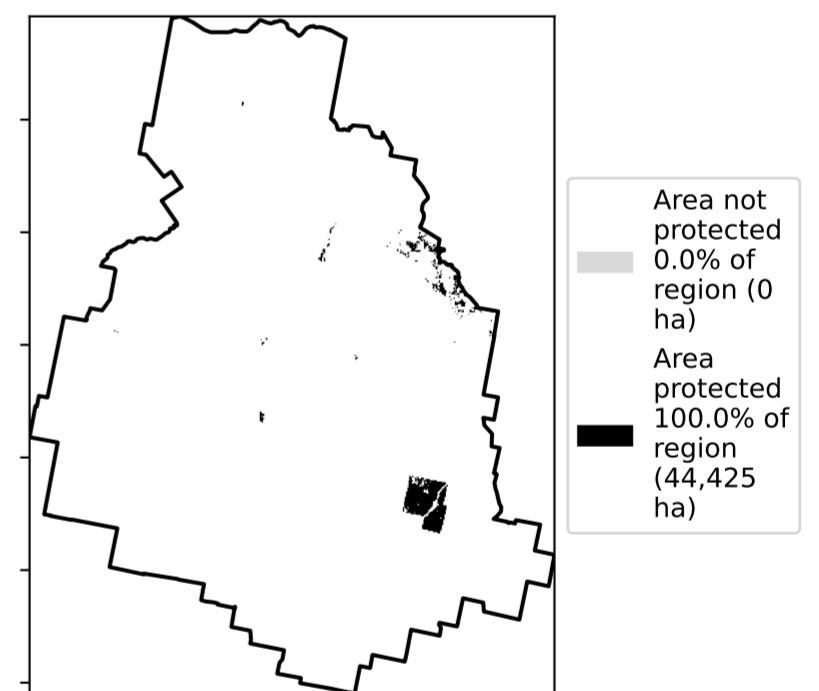 Area not
protected
0.0% of
region (0
ha)
Area
protected
100.0% of
region
(44,425
ha)